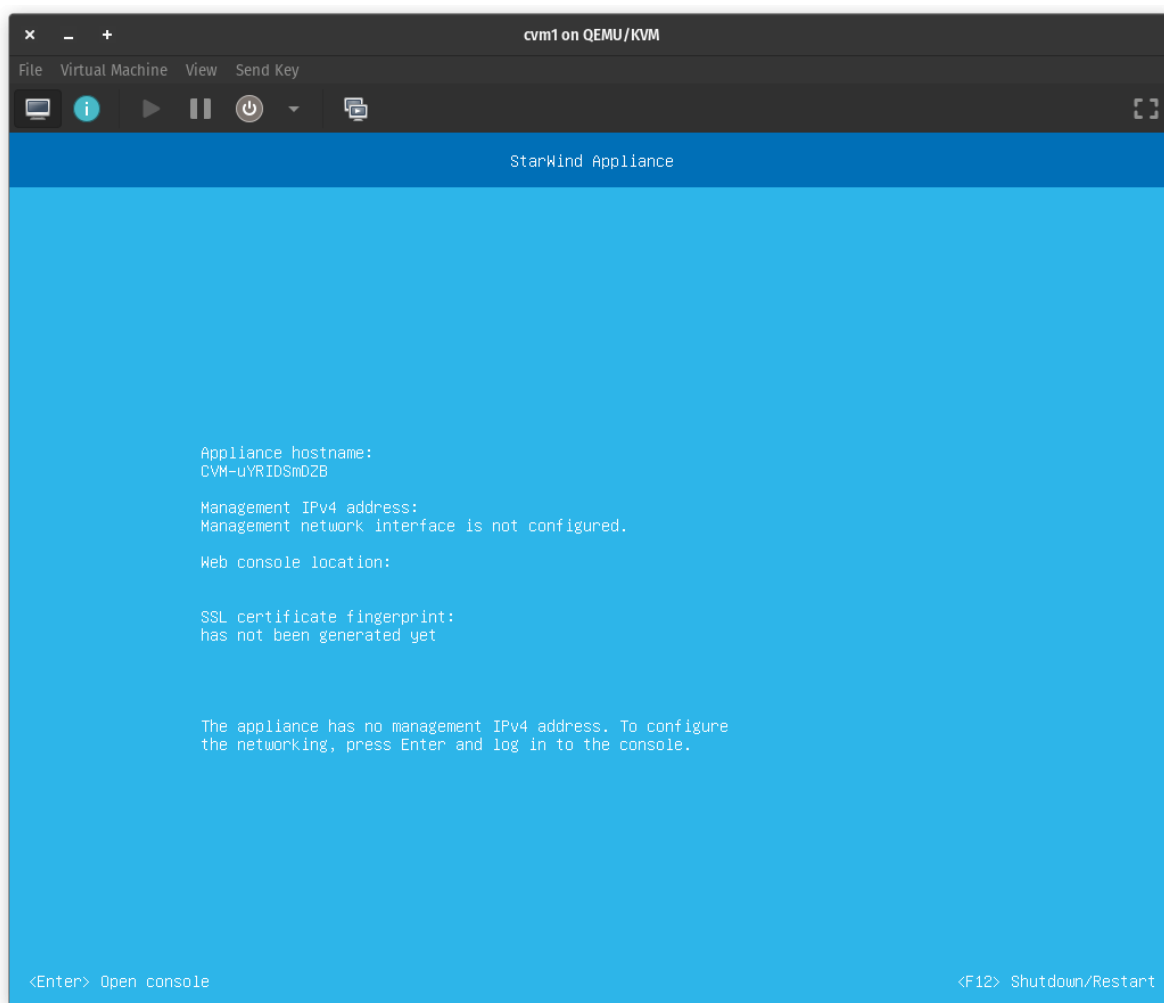 cvm1 on QEMU/KVM
File Virtual Machine View Send Key
StarWind Appliance
Appliance hostname:
CVM-uYRIDSmDZB
Management IPv4 address:
Management network interface is not configured.
Web console location:
SSL certificate fingerprint:
has not been generated yet
The appliance has no management IPv4 address. To configure
the networking, press Enter and log in to the console.
<Enter> Open console
<F12> Shutdown/Restart